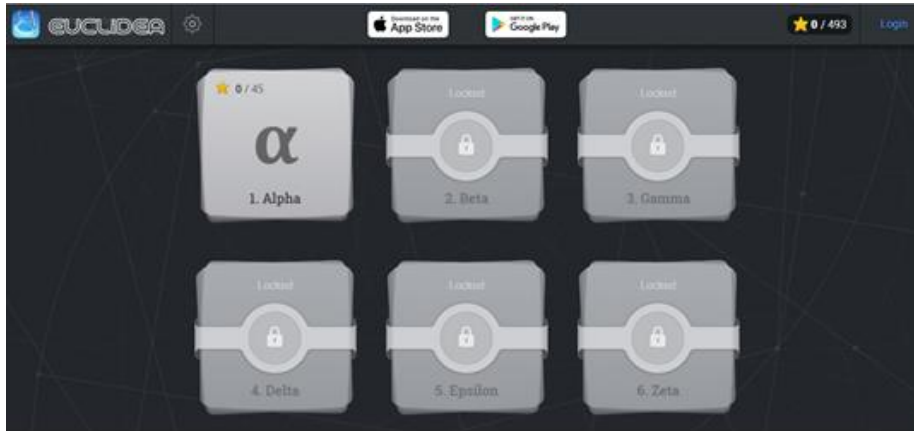 EUCLIDEA
Download on the
App Store
GET IT ON
Google Play
0 / 493
Login
0 / 45
α
1. Alpha
Locked
2. Beta
Locked
3. Gamma
Locked
4. Delta
Locked
5. Epsilon
Locked
6. Zeta